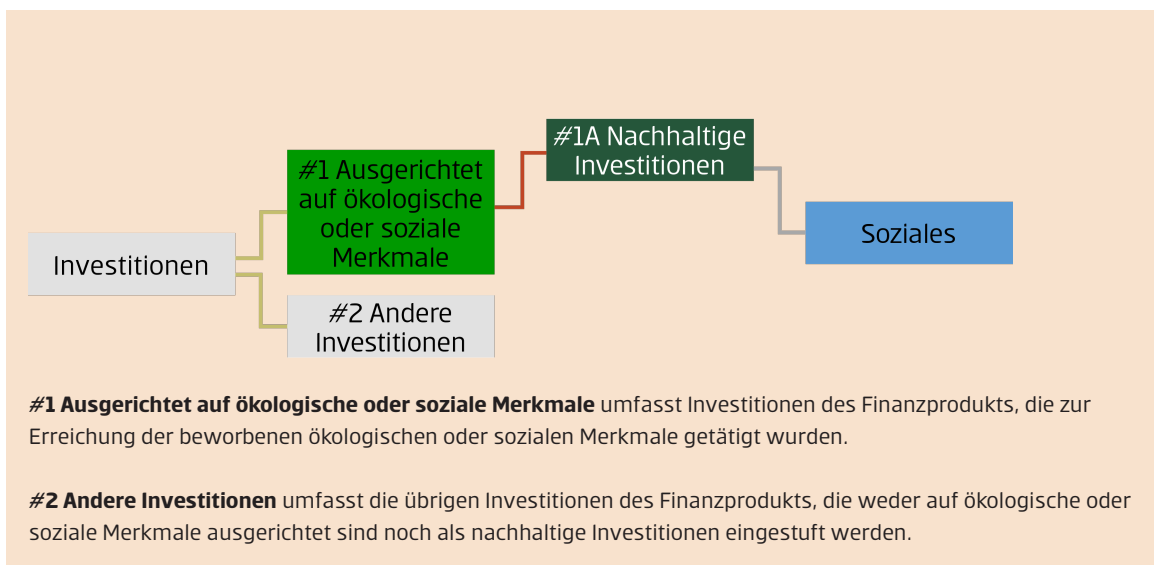 #1A Nachhaltige
Investitionen
#1 Ausgerichtet
auf ökologische
oder soziale
Merkmale
Soziales
Investitionen
#2 Andere
Investitionen
#1 Ausgerichtet auf ökologische oder soziale Merkmale umfasst Investitionen des Finanzprodukts, die zur
Erreichung der beworbenen ökologischen oder sozialen Merkmale getätigt wurden.
#2 Andere Investitionen umfasst die übrigen Investitionen des Finanzprodukts, die weder auf ökologische oder
soziale Merkmale ausgerichtet sind noch als nachhaltige Investitionen eingestuft werden.